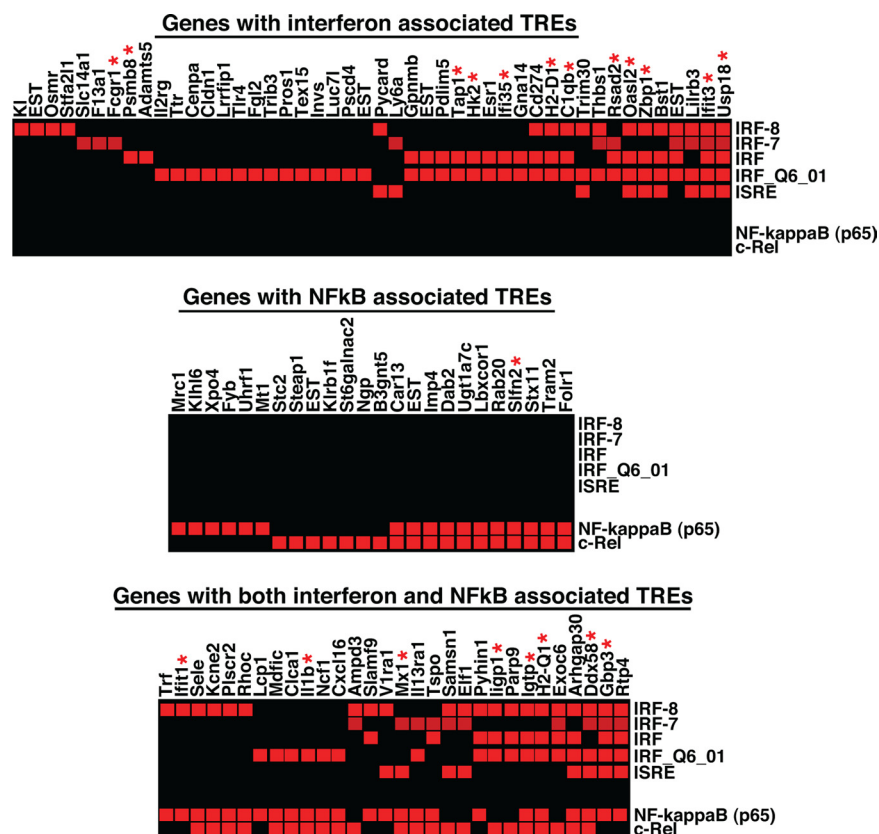 Genes with interferon associated TREs
Kl
EST
Osmr
Stfa2l1
Slc14a1
F13a1
Fcgr1*
Psmb8*
Adamts5
Il2rg
Ttr
Cenpa
Cldn1
Lrrfip1
Tlr4
Fgl2
Trib3
Pros1
Tex15
Invs
Luc7l
Pscd4
EST
Pycard
Ly6a
Gpnmb
EST
Pdlim5
Tap1*
Hk2*
Esr1
Ifi35*
Gna14
Cd274
H2-D1*
C1qb*
Trim30
Thbs1
Rsad2*
Oasl2*
Zbp1*
Bst1
EST
Lilrb3
Ifit3*
Usp18*
IRF-8
IRF-7
IRF
IRF_Q6_01
ISRE
NF-kappaB (p65)
c-Rel
Genes with NFkB associated TREs
Mrc1
Klhl6
Xpo4
Fyb
Uhrf1
Mt1
Stc2
Steap1
EST
Klrb1f
St6galnac2
Ngp
B3gnt5
Car13
EST
Imp4
Dab2
Ugt1a7c
Lbxcor1
Rab20
Slfn2*
Stx11
Tram2
Folr1
IRF-8
IRF-7
IRF
IRF_Q6_01
ISRE
NF-kappaB (p65)
c-Rel
Genes with both interferon and NFkB associated TREs
Trf
Ifit1*
Sele
Kcne2
Plscr2
Rhoc
Lcp1
Mdfic
Clca1
Il1b*
Ncf1
Cxcl16
Ampd3
Slamf9
V1ra1
Mx1*
Il13ra1
Tspo
Samsn1
Elf1
Pyhin1
Iigp1*
Parp9
Igtp*
H2-Q1*
Exoc6
Arhgap30
Ddx58*
Gbp3*
Rtp4
IRF-8
IRF-7
IRF
IRF_Q6_01
ISRE
NF-kappaB (p65)
c-Rel